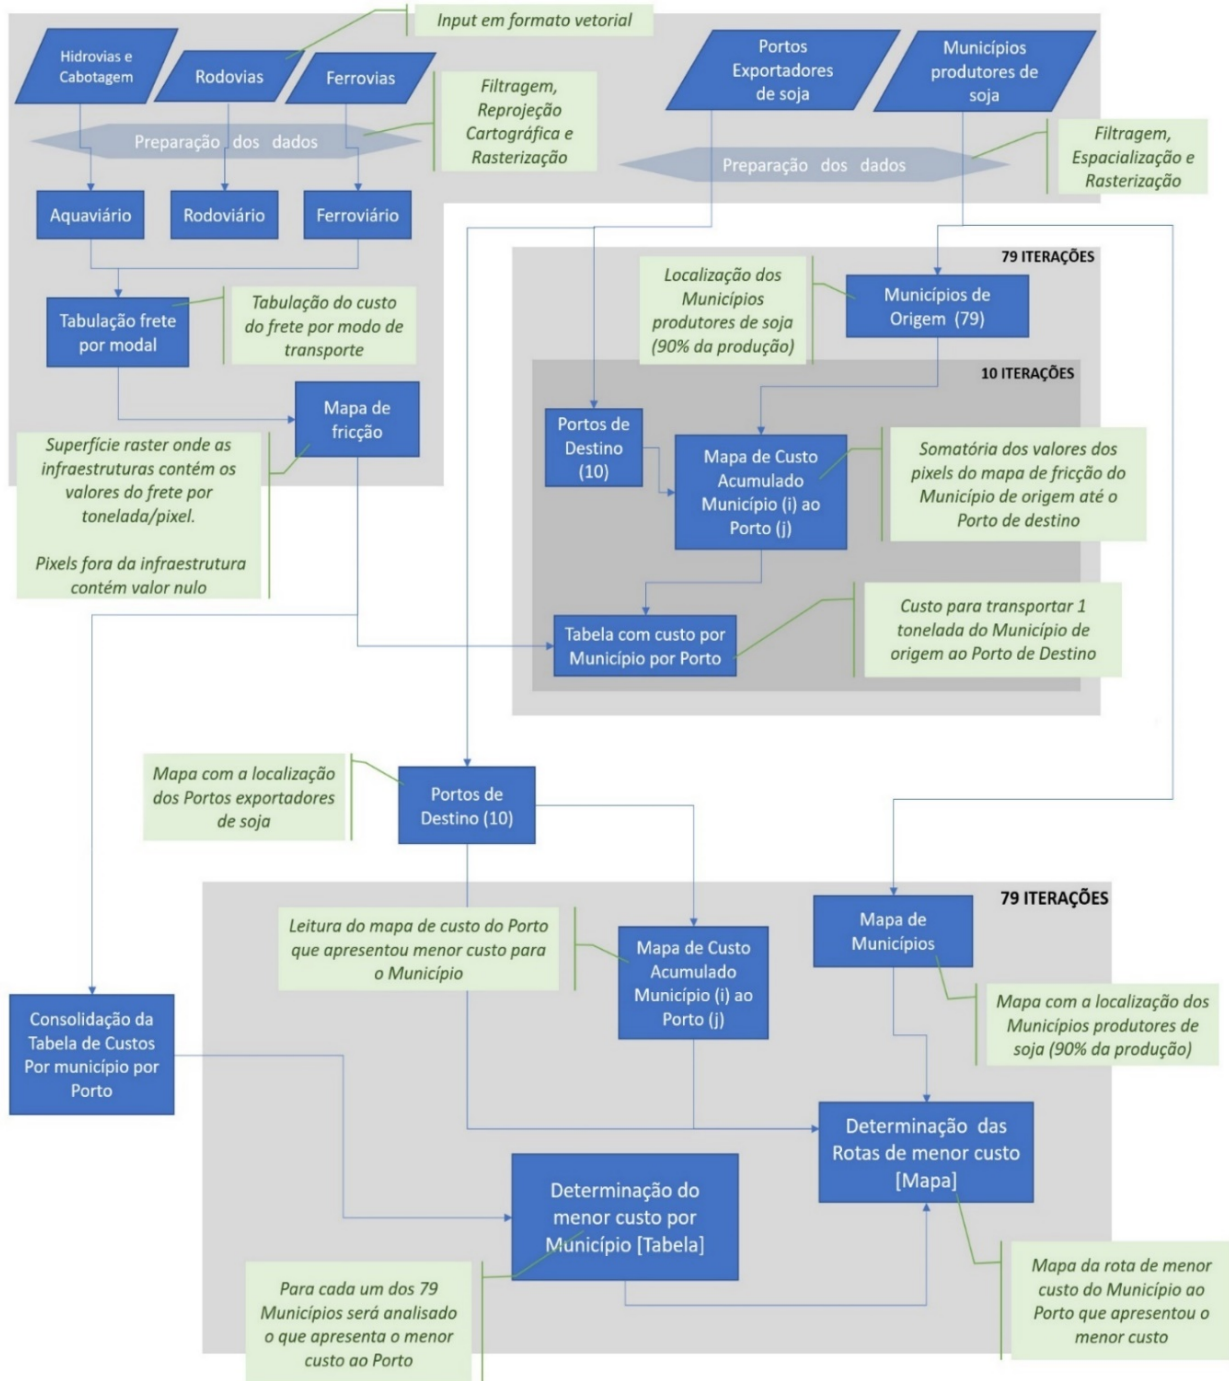 Input em formato vetorial
Hidrovias e
Cabotagem
Rodovias
Ferrovias
Portos
Exportadores
de soja
Municípios
produtores de
soja
Filtragem,
Reprojeção
Cartográfica e
Rasterização
Preparação dos dados
Filtragem,
Espacialização e
Rasterização
Preparação dos dados
Aquaviário
Rodoviário
Ferroviário
79 ITERAÇÕES
Localização dos
Municípios
produtores de soja
(90% da produção)
Municípios de
Origem (79)
Tabulação frete
por modal
Tabulação do custo
do frete por modo de
transporte
10 ITERAÇÕES
Mapa de
fricção
Portos de
Destino
(10)
Mapa de Custo
Acumulado
Município (i) ao
Porto (j)
Somatória dos valores dos
pixels do mapa de fricção do
Município de origem até o
Porto de destino
Superfície raster onde as
infraestruturas contém os
valores do frete por
tonelada/pixel.
Pixels fora da infraestrutura
contém valor nulo
Tabela com custo por
Município por Porto
Custo para transportar 1
tonelada do Município de
origem ao Porto de Destino
Mapa com a localização
dos Portos exportadores
de soja
Portos de
Destino (10)
79 ITERAÇÕES
Leitura do mapa de custo do Porto
que apresentou menor custo para
o Município
Mapa de Custo
Acumulado
Município (i) ao
Porto (j)
Mapa de
Municípios
Mapa com a localização dos
Municípios produtores de
soja (90% da produção)
Consolidação da
Tabela de Custos
Por município por
Porto
Determinação das
Rotas de menor custo
[Mapa]
Determinação do
menor custo por
Município [Tabela]
Para cada um dos 79
Municípios será analisado
o que apresenta o menor
custo ao Porto
Mapa da rota de menor
custo do Município ao
Porto que apresentou o
menor custo